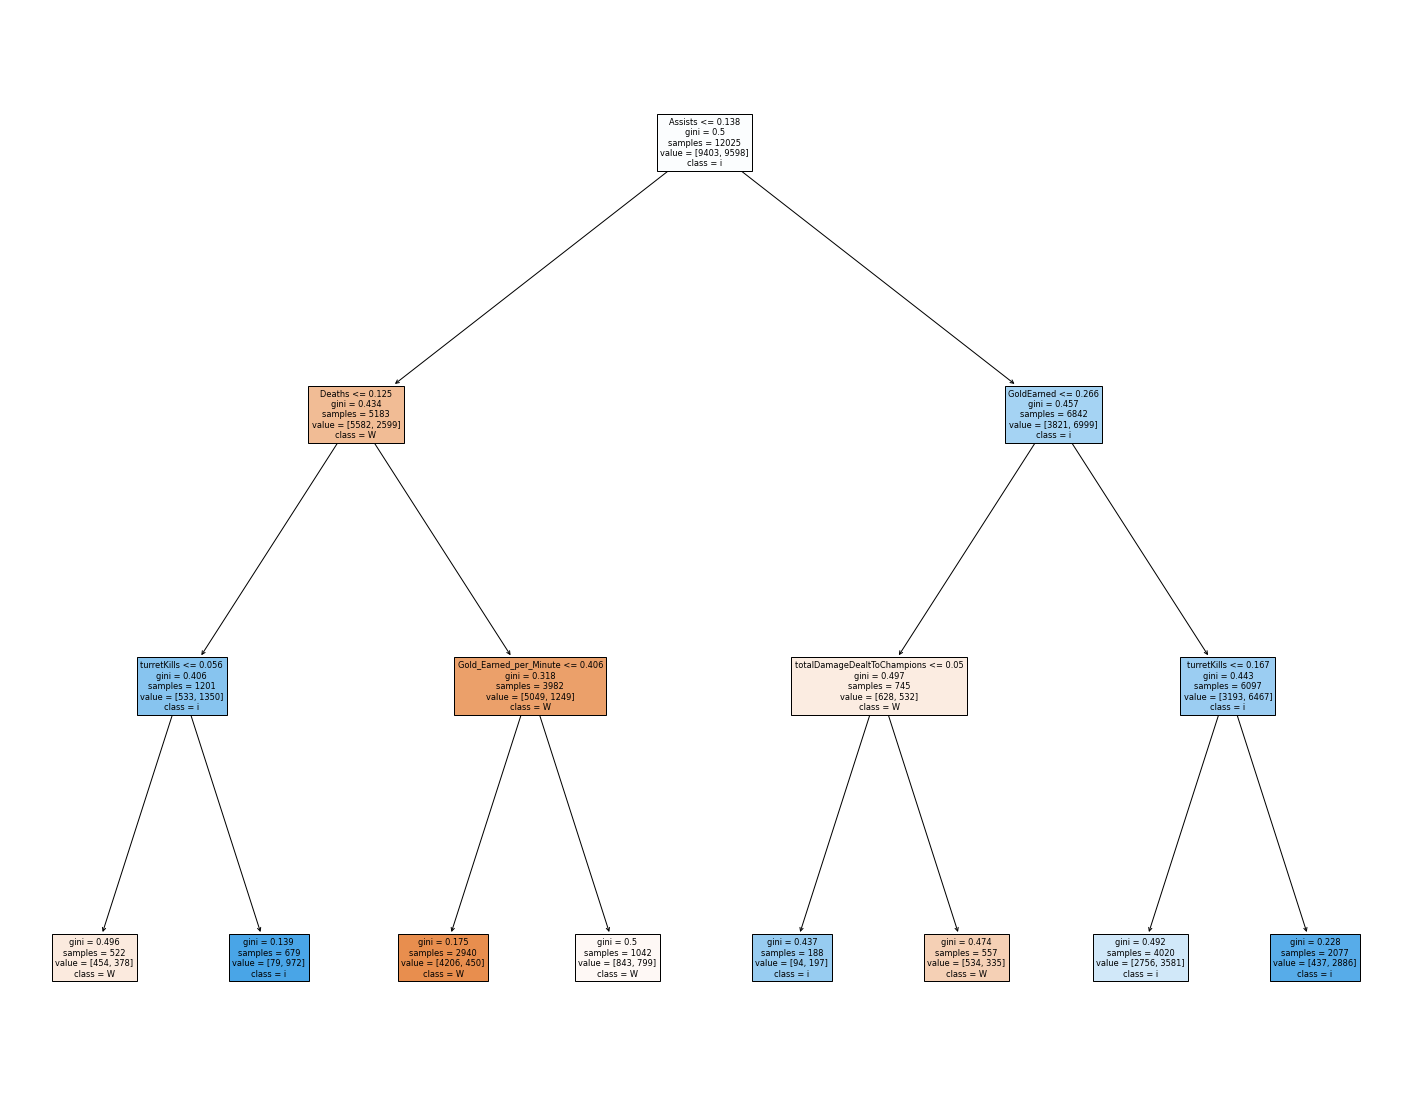 Assists <= 0.138
gini = 0.5
samples = 12025
value = [9403, 9598]
class = i
Deaths <= 0.125
gini = 0.434
samples = 5183
value = [5582, 2599]
class = W
GoldEarned <= 0.266
gini = 0.457
samples = 6842
value = [3821, 6999]
class = i
turretKills <= 0.056
gini = 0.406
samples = 1201
value = [533, 1350]
class = i
Gold_Earned_per_Minute <= 0.406
gini = 0.318
samples = 3982
value = [5049, 1249]
class = W
totalDamageDealtToChampions <= 0.05
gini = 0.497
samples = 745
value = [628, 532]
class = W
turretKills <= 0.167
gini = 0.443
samples = 6097
value = [3193, 6467]
class = i
gini = 0.496
samples = 522
value = [454, 378]
class = W
gini = 0.139
samples = 679
value = [79, 972]
class = i
gini = 0.175
samples = 2940
value = [4206, 450]
class = W
gini = 0.5
samples = 1042
value = [843, 799]
class = W
gini = 0.437
samples = 188
value = [94, 197]
class = i
gini = 0.474
samples = 557
value = [534, 335]
class = W
gini = 0.492
samples = 4020
value = [2756, 3581]
class = i
gini = 0.228
samples = 2077
value = [437, 2886]
class = i